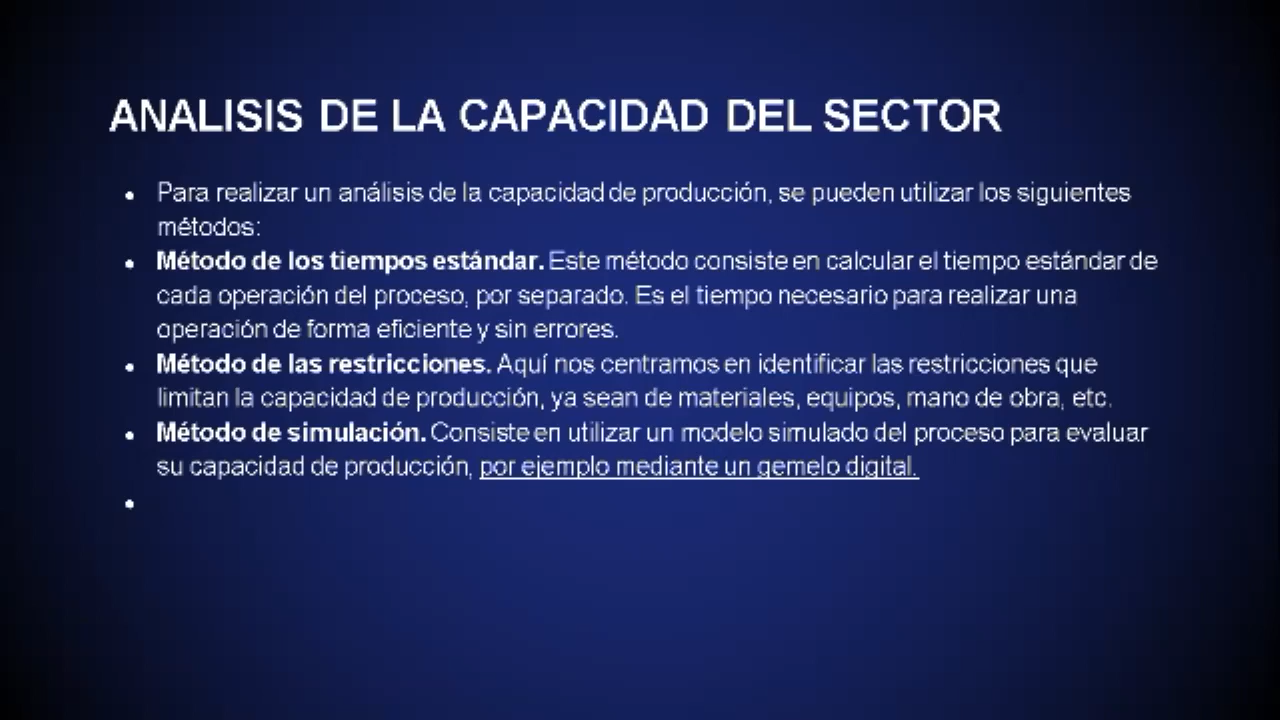 ANALISIS DE LA CAPACIDAD DEL SECTOR
• Para realizar un análisis de la capacidad de producción, se pueden utilizar los siguientes
métodos:
• Método de los tiempos estándar. Este método consiste en calcular el tiempo estándar de
cada operación del proceso, por separado. Es el tiempo necesario para realizar una
operación de forma eficiente y sin errores.
• Método de las restricciones. Aquí nos centramos en identificar las restricciones que
limitan la capacidad de producción, ya sean de materiales, equipos, mano de obra, etc.
• Método de simulación. Consiste en utilizar un modelo simulado del proceso para evaluar
su capacidad de producción, por ejemplo mediante un gemelo digital.
•